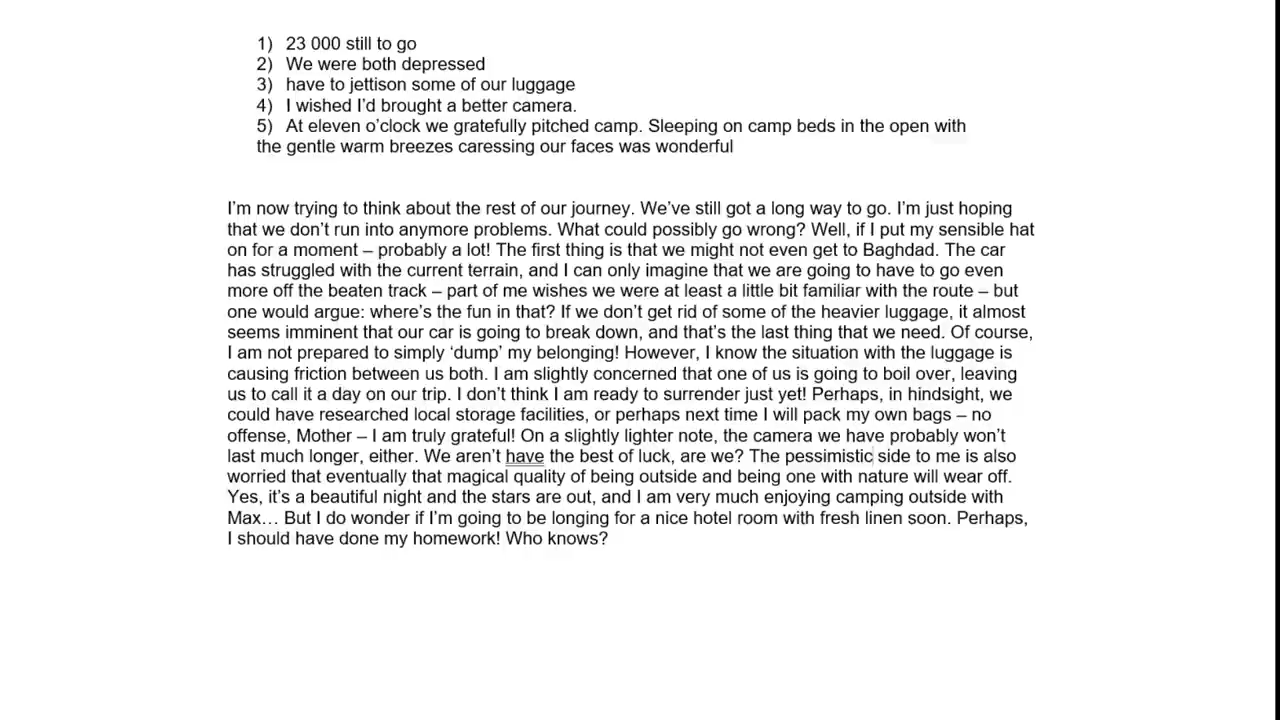 1) 23 000 still to go
2) We were both depressed
3) have to jettison some of our luggage
4) I wished I’d brought a better camera.
5) At eleven o’clock we gratefully pitched camp. Sleeping on camp beds in the open with
the gentle warm breezes caressing our faces was wonderful
I’m now trying to think about the rest of our journey. We’ve still got a long way to go. I’m just hoping
that we don’t run into anymore problems. What could possibly go wrong? Well, if I put my sensible hat
on for a moment – probably a lot! The first thing is that we might not even get to Baghdad. The car
has struggled with the current terrain, and I can only imagine that we are going to have to go even
more off the beaten track – part of me wishes we were at least a little bit familiar with the route – but
one would argue: where’s the fun in that? If we don’t get rid of some of the heavier luggage, it almost
seems imminent that our car is going to break down, and that’s the last thing that we need. Of course,
I am not prepared to simply ‘dump’ my belonging! However, I know the situation with the luggage is
causing friction between us both. I am slightly concerned that one of us is going to boil over, leaving
us to call it a day on our trip. I don’t think I am ready to surrender just yet! Perhaps, in hindsight, we
could have researched local storage facilities, or perhaps next time I will pack my own bags – no
offense, Mother – I am truly grateful! On a slightly lighter note, the camera we have probably won’t
last much longer, either. We aren’t have the best of luck, are we? The pessimistic side to me is also
worried that eventually that magical quality of being outside and being one with nature will wear off.
Yes, it’s a beautiful night and the stars are out, and I am very much enjoying camping outside with
Max… But I do wonder if I’m going to be longing for a nice hotel room with fresh linen soon. Perhaps,
I should have done my homework! Who knows?